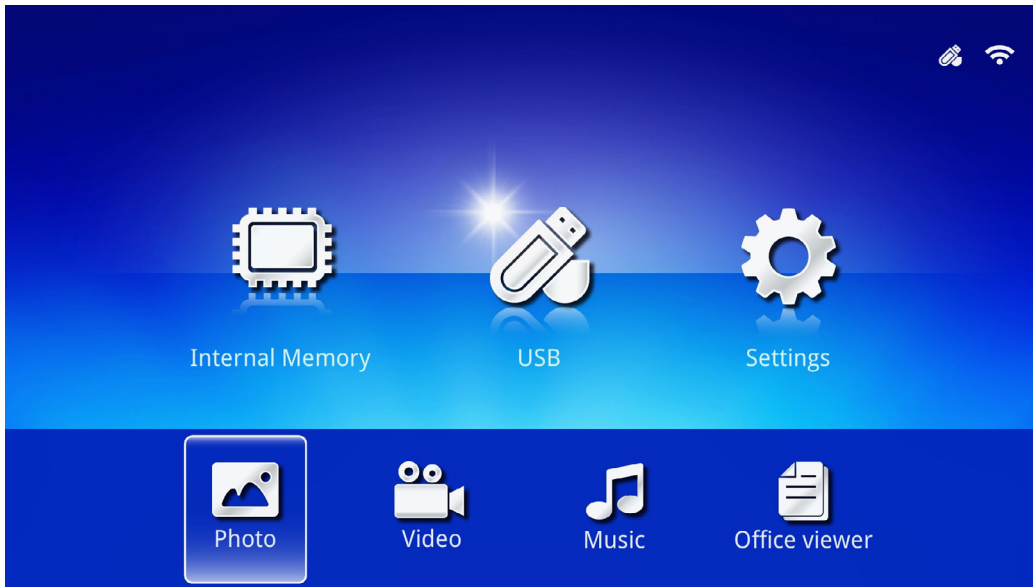 Internal Memory
USB
Settings
Photo
Video
Music
Office viewer